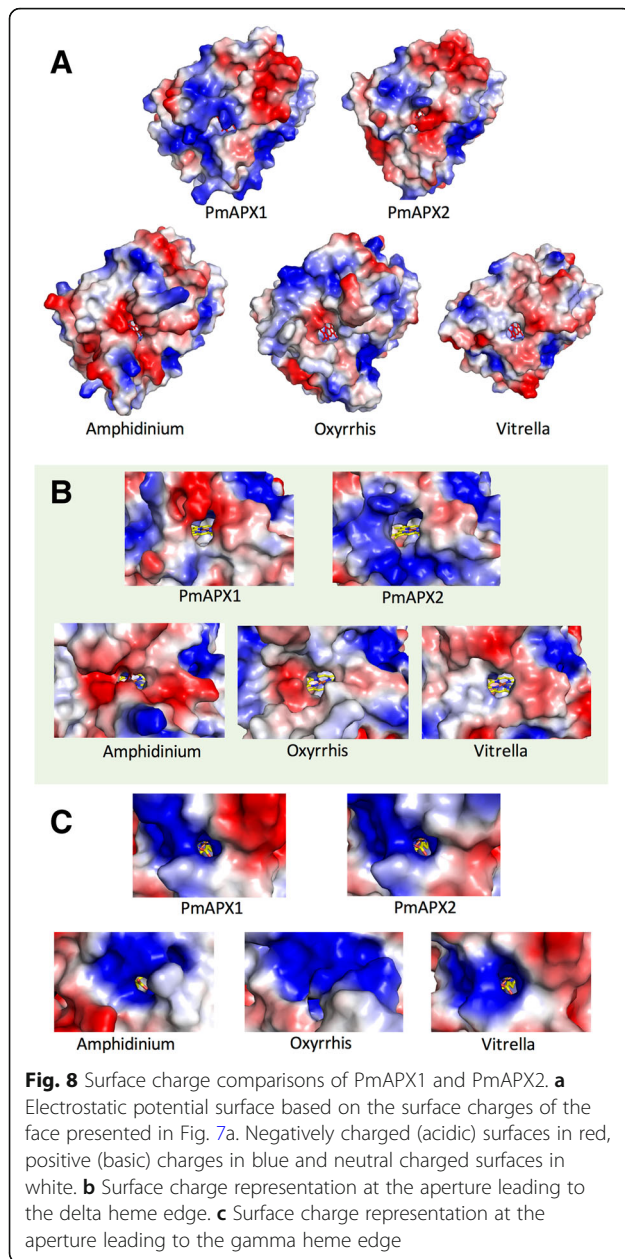 A
PmAPX1 PmAPX2
Amphidinium Oxyrrhis Vitrella
B
PmAPX1 PmAPX2
Amphidinium Oxyrrhis Vitrella
C
PmAPX1 PmAPX2
Amphidinium Oxyrrhis Vitrella
Fig. 8 Surface charge comparisons of PmAPX1 and PmAPX2. a
Electrostatic potential surface based on the surface charges of the
face presented in Fig. 7a. Negatively charged (acidic) surfaces in red,
positive (basic) charges in blue and neutral charged surfaces in
white. b Surface charge representation at the aperture leading to
the delta heme edge. c Surface charge representation at the
aperture leading to the gamma heme edge